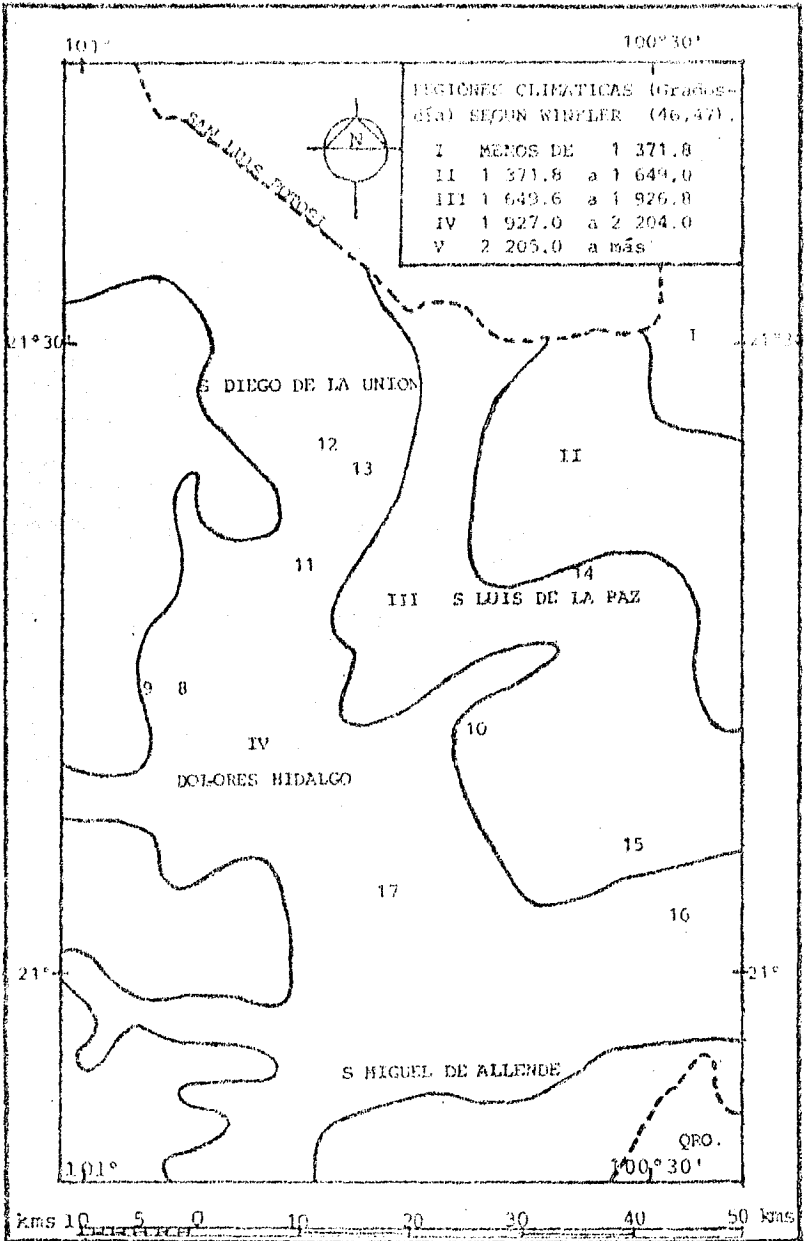 101°
100°30'
REGIONES CLIMATICAS (Grados-
día) SEGUN WINKLER (46,47).
I MENOS DE 1 371.8
II 1 371.8 a 1 649.0
III 1 649.6 a 1 926.8
IV 1 927.0 a 2 204.0
V 2 205.0 a más
SAN LUIS POTOSI
N
I
21°30'
21°30'
S DIEGO DE LA UNION
12
13
II
11
14
III S LUIS DE LA PAZ
9 8
10
IV
DOLORES HIDALGO
15
17
16
21°
21°
S MIGUEL DE ALLENDE
QRO.
101°
100°30'
kms 10 5 0 10 20 30 40 50 kms